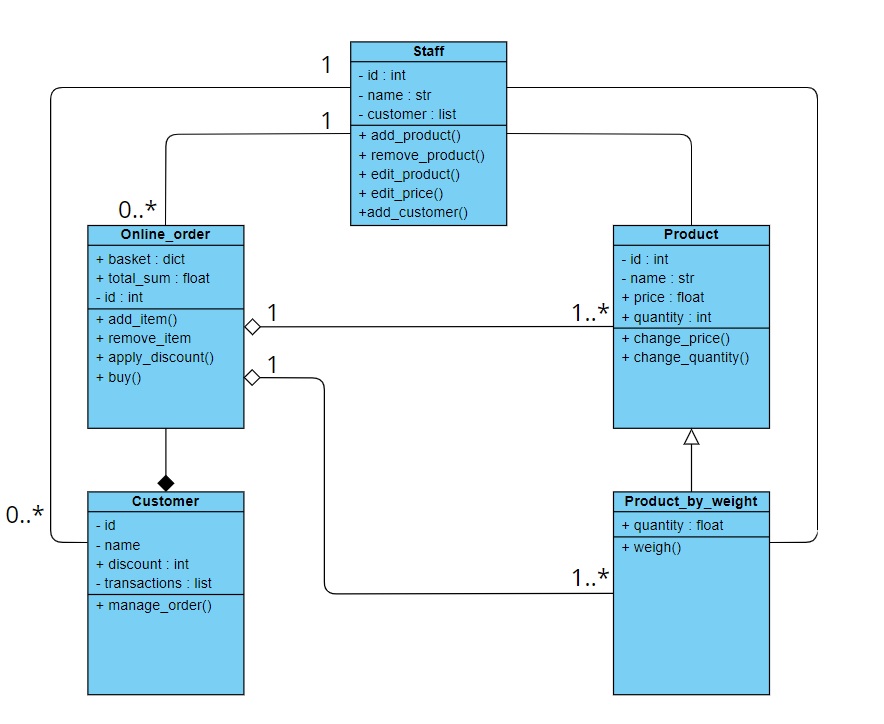 Staff
- id : int
- name : str
- customer : list
+ add_product()
+ remove_product()
+ edit_product()
+ edit_price()
+add_customer()
1
1
0..*
Online_order
+ basket : dict
+ total_sum : float
- id : int
+ add_item()
+ remove_item
+ apply_discount()
+ buy()
1
1..*
1
Product
- id : int
- name : str
+ price : float
+ quantity : int
+ change_price()
+ change_quantity()
0..*
Customer
- id
- name
+ discount : int
- transactions : list
+ manage_order()
1..*
Product_by_weight
+ quantity : float
+ weigh()